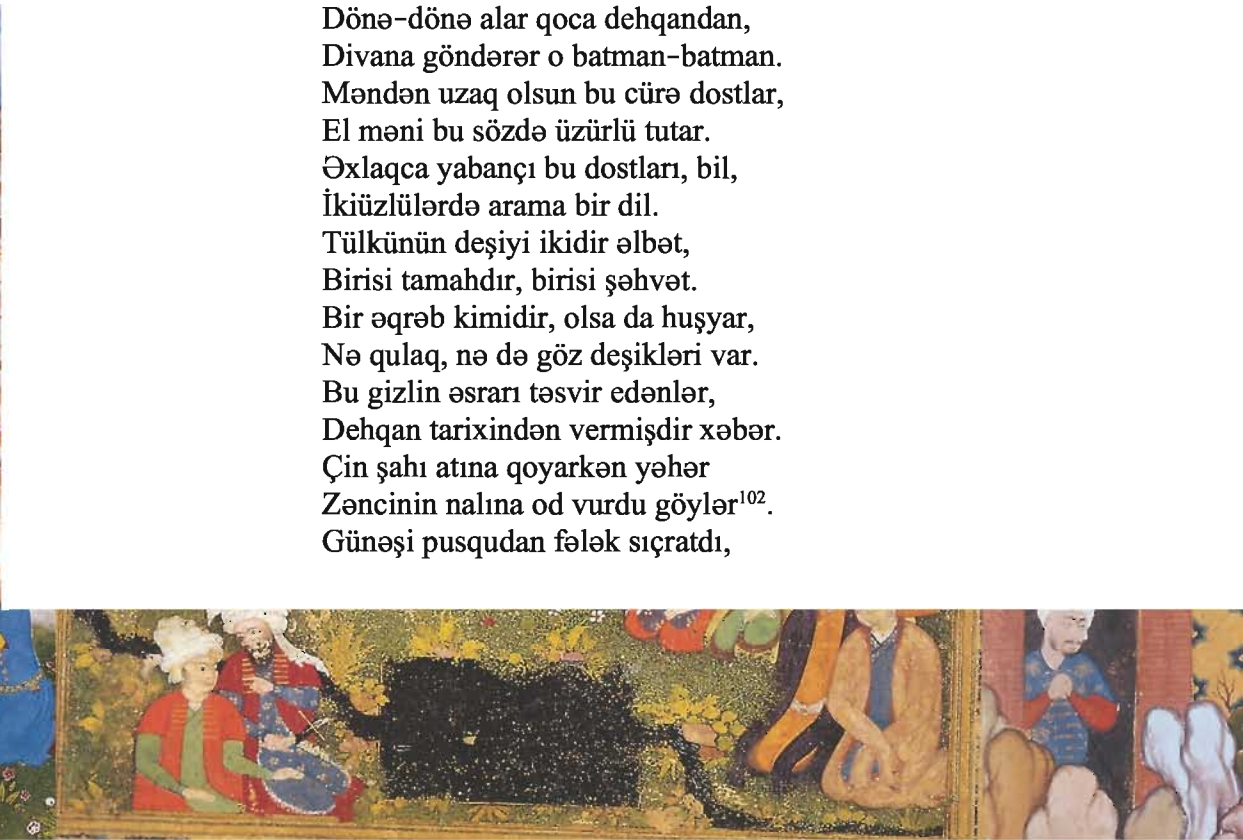 Dönə-dönə alar qoca dehqandan,
Divana göndərər o batman-batman.
Məndən uzaq olsun bu cürə dostlar,
El məni bu sözdə üzürlü tutar.
Əxlaqca yabançı bu dostları, bil,
İkiüzlülərdə arama bir dil.
Tülkünün deşiyi ikidir əlbət,
Birisi tamahdır, birisi şəhvət.
Bir əqrəb kimidir, olsa da huşyar,
Nə qulaq, nə də göz deşikləri var.
Bu gizlin əsrarı təsvir edənlər,
Dehqan tarixindən vermişdir xəbər.
Çin şahı atına qoyarkən yəhər
Zəncinin nalına od vurdu göylər¹⁰².
Günəşi pusqudan fələk sıçratdı,